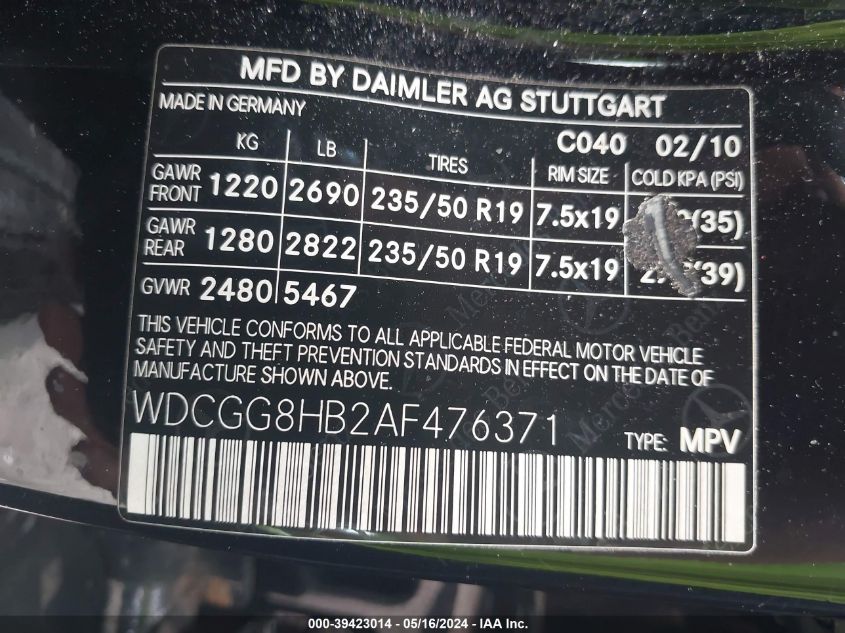 MFD BY DAIMLER AG STUTTGART
MADE IN GERMANY
C040 02/10
KG LB TIRES RIM SIZE COLD KPA (PSI)
GAWR FRONT 1220 2690 235/50 R19 7.5x19 (35)
GAWR REAR 1280 2822 235/50 R19 7.5x19 (39)
GVWR 2480 5467
THIS VEHICLE CONFORMS TO ALL APPLICABLE FEDERAL MOTOR VEHICLE
SAFETY AND THEFT PREVENTION STANDARDS IN EFFECT ON THE DATE OF
MANUFACTURE SHOWN ABOVE.
WDCGG8HB2AF476371
TYPE: MPV
000-39423014 - 05/16/2024 - IAA Inc.